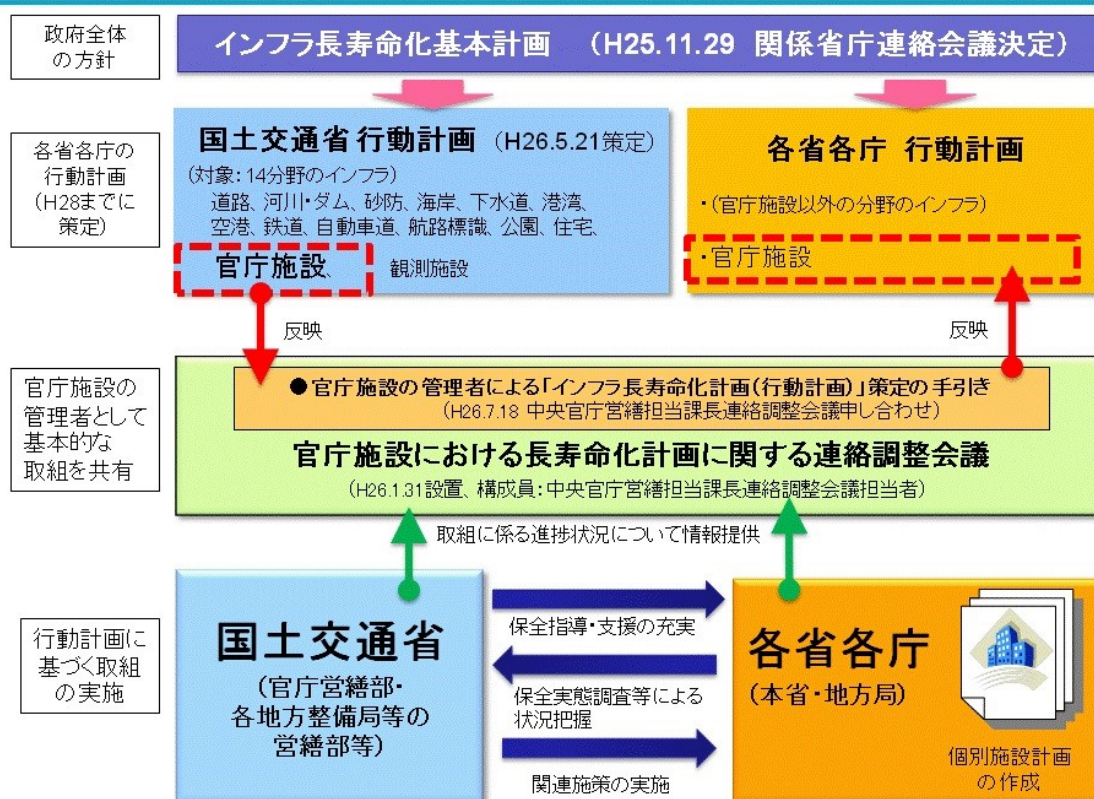 政府全体
の方針
インフラ長寿命化基本計画 （H25.11.29 関係省庁連絡会議決定）
各省各庁の
行動計画
(H28までに
策定)
国土交通省 行動計画 （H26.5.21策定）
(対象：14分野のインフラ)
道路、河川・ダム、砂防、海岸、下水道、港湾、
空港、鉄道、自動車道、航路標識、公園、住宅、
官庁施設、 観測施設
各省各庁 行動計画
・(官庁施設以外の分野のインフラ)
・官庁施設
反映
反映
官庁施設の
管理者として
基本的な
取組を共有
●官庁施設の管理者による「インフラ長寿命化計画(行動計画)」策定の手引き
(H26.7.18 中央官庁営繕担当課長連絡調整会議申し合わせ)
官庁施設における長寿命化計画に関する連絡調整会議
(H26.1.31設置、構成員：中央官庁営繕担当課長連絡調整会議担当者)
取組に係る進捗状況について情報提供
行動計画に
基づく取組
の実施
国土交通省
(官庁営繕部・
各地方整備局等の
営繕部等)
保全指導・支援の充実
保全実態調査等による
状況把握
関連施策の実施
各省各庁
(本省・地方局)
個別施設計画
の作成